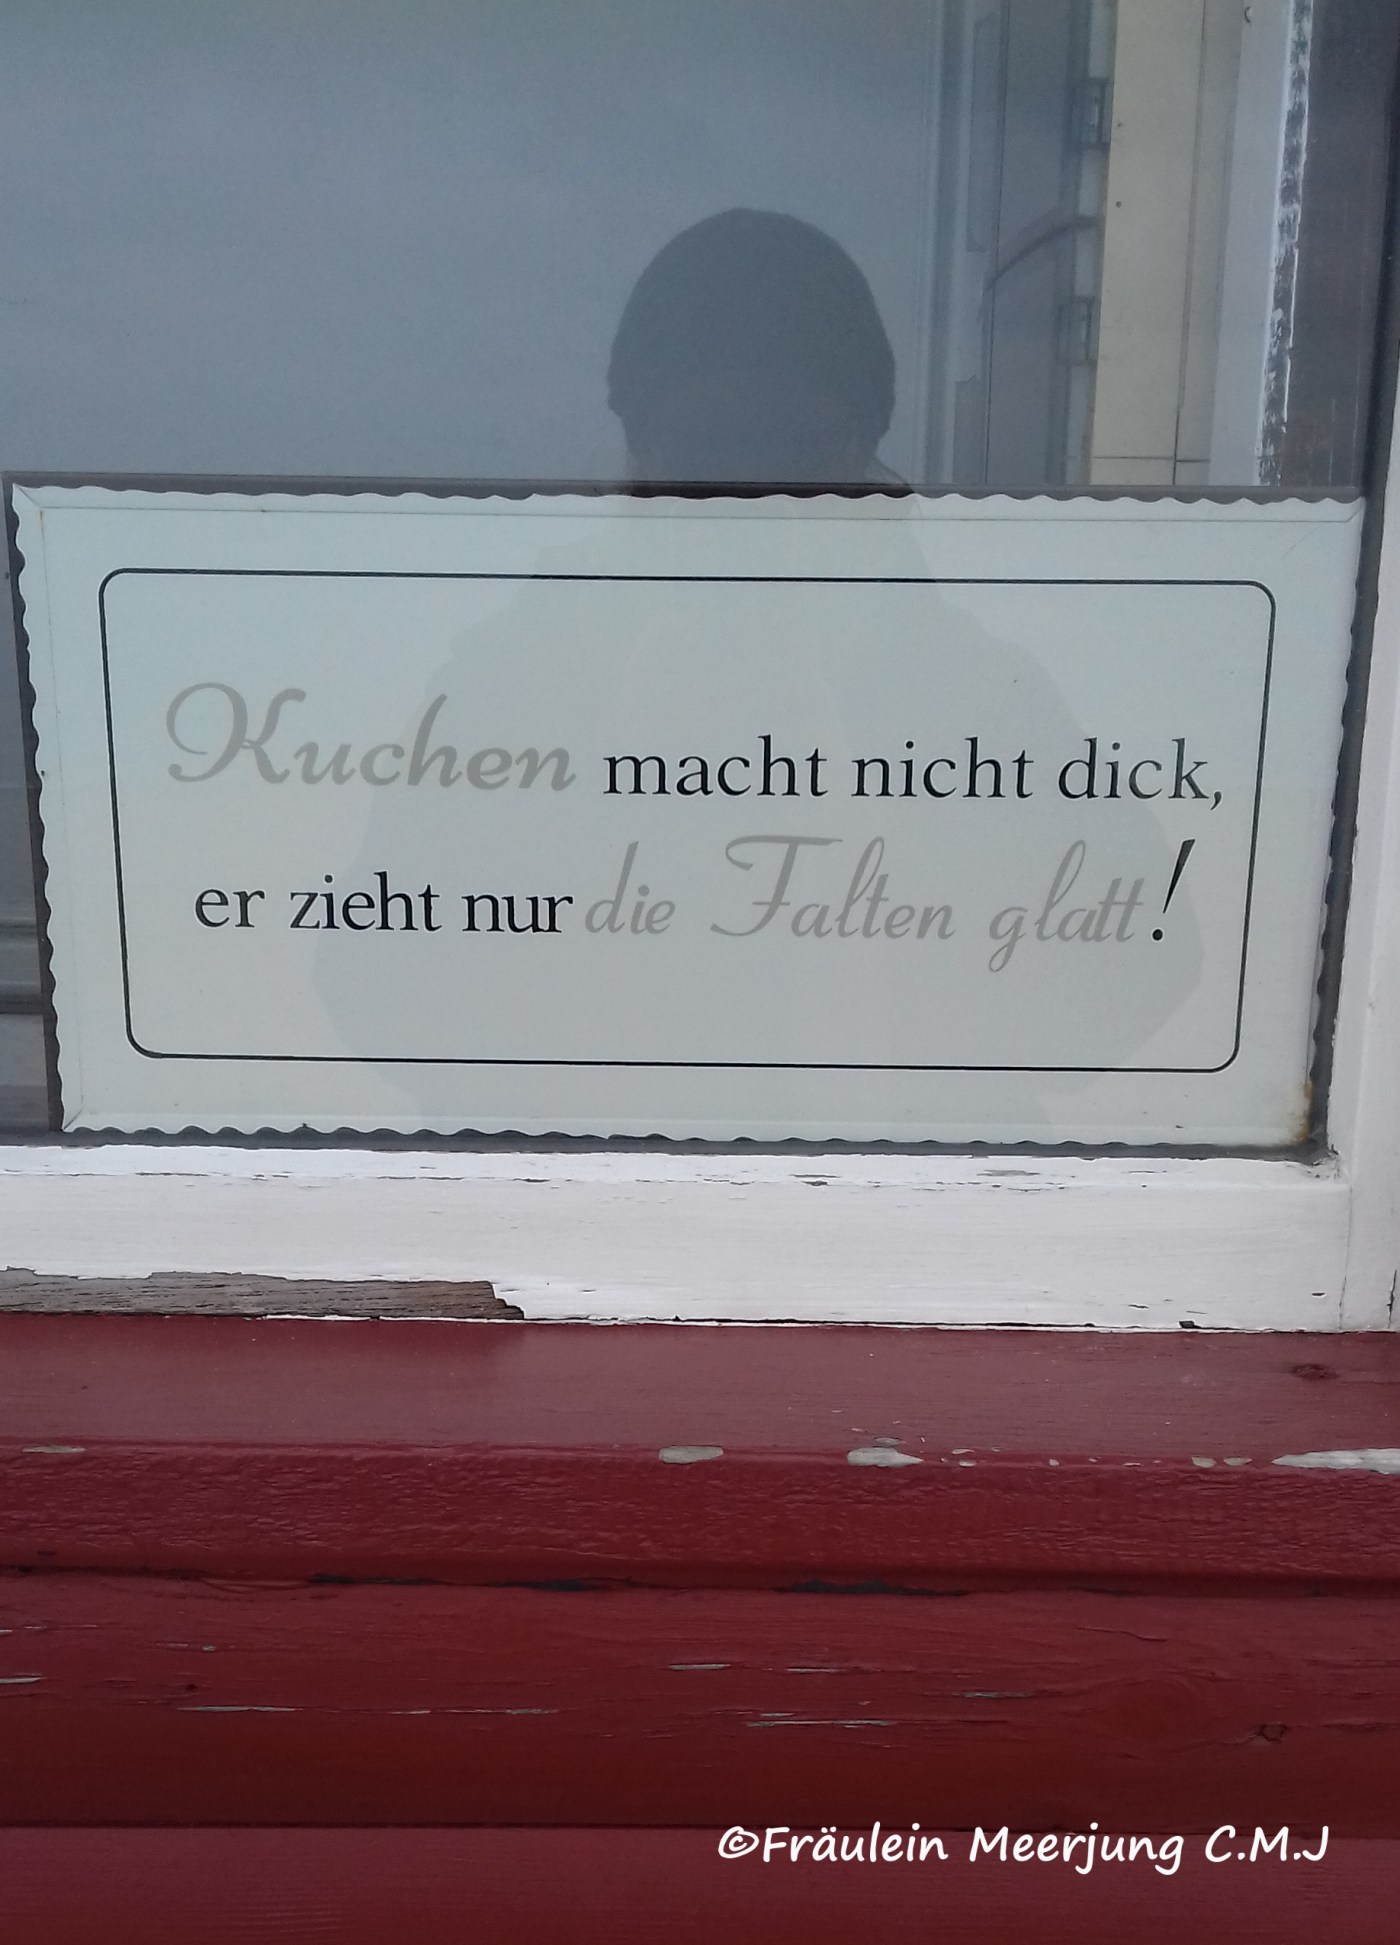 Kuchen macht nicht dick,
er zieht nur die Falten glatt!
©Fräulein Meerjung C.M.J